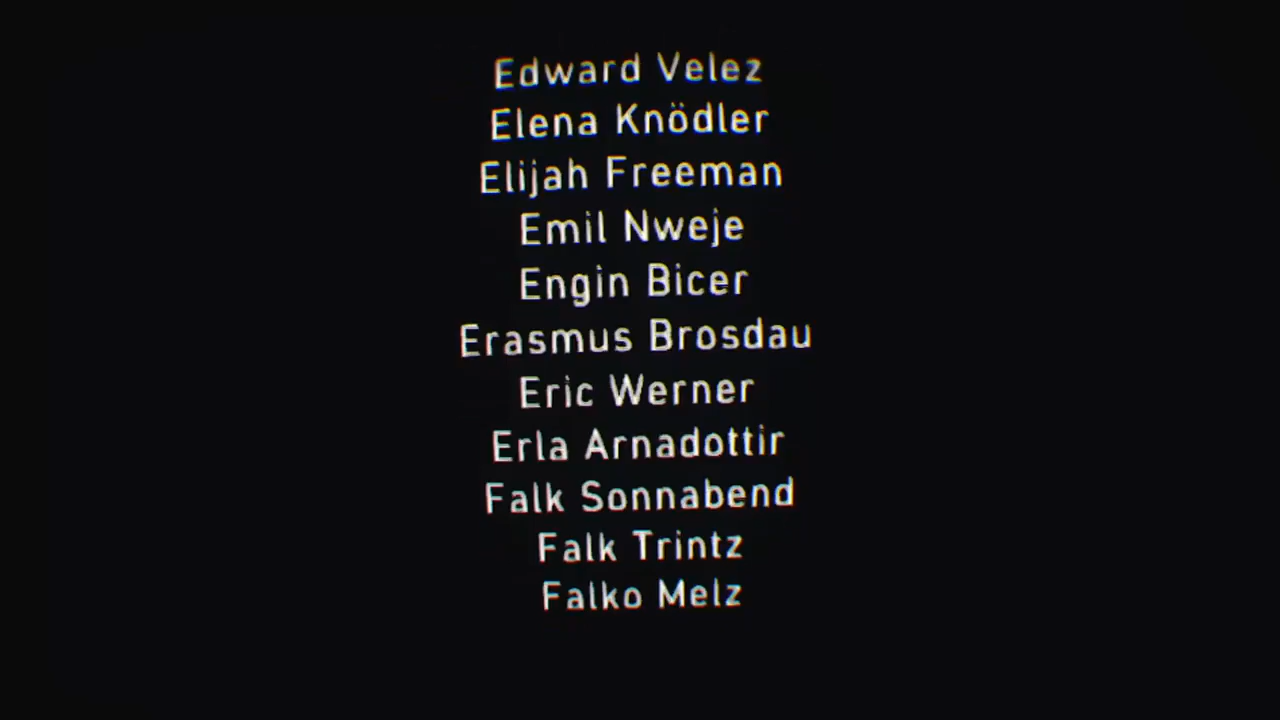 Edward Velez
Elena Knödler
Elijah Freeman
Emil Nweje
Engin Bicer
Erasmus Brosdau
Eric Werner
Erla Arnadottir
Falk Sonnabend
Falk Trintz
Falko Melz